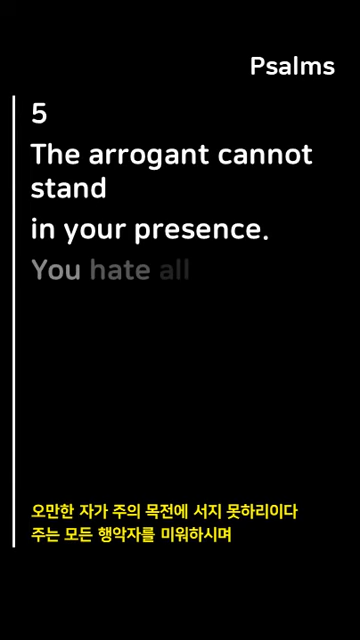 Psalms
5
The arrogant cannot
stand
in your presence.
You hate all
오만한 자가 주의 목전에 서지 못하리이다
주는 모든 행악자를 미워하시며